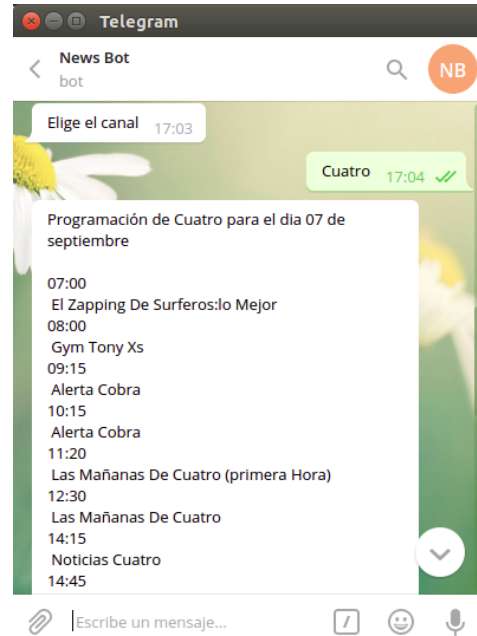 Telegram
News Bot
bot
NB
Elige el canal 17:03
Cuatro 17:04
Programación de Cuatro para el dia 07 de
septiembre
07:00
El Zapping De Surferos:lo Mejor
08:00
Gym Tony Xs
09:15
Alerta Cobra
10:15
Alerta Cobra
11:20
Las Mañanas De Cuatro (primera Hora)
12:30
Las Mañanas De Cuatro
14:15
Noticias Cuatro
14:45
Escribe un mensaje...